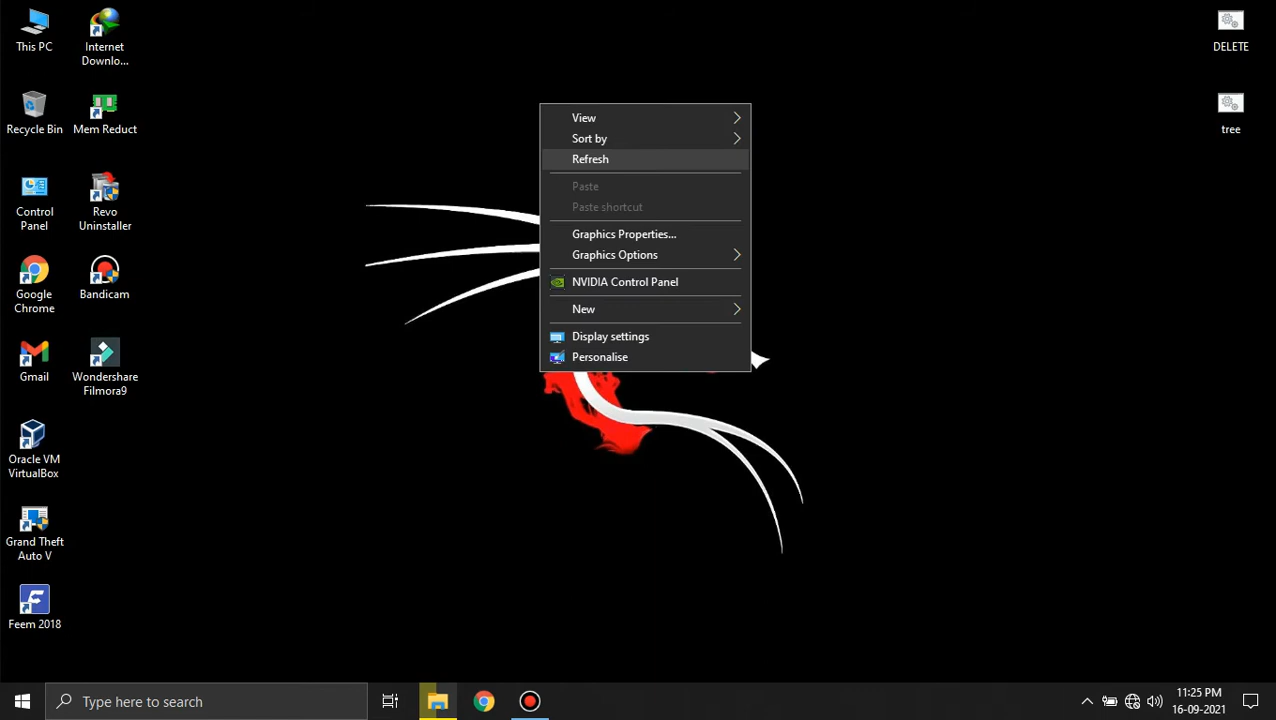 This PC
Internet
Downlo...
Recycle Bin
Mem Reduct
Control
Panel
Revo
Uninstaller
Google
Chrome
Bandicam
Gmail
Wondershare
Filmora9
Oracle VM
VirtualBox
Grand Theft
Auto V
Feem 2018
View
Sort by
Refresh
Paste
Paste shortcut
Graphics Properties...
Graphics Options
NVIDIA Control Panel
New
Display settings
Personalise
DELETE
tree
Type here to search
11:25 PM
16-09-2021